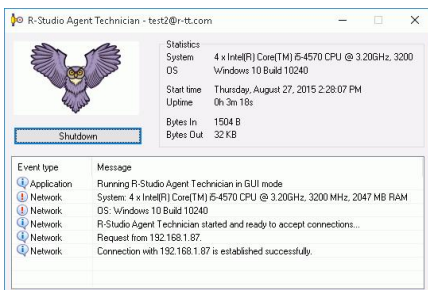 R-Studio Agent Technician - test2@r-tt.com
Statistics
System 4 x Intel(R) Core(TM) i5-4570 CPU @ 3.20GHz, 3200
OS Windows 10 Build 10240
Start time Thursday, August 27, 2015 2:28:07 PM
Uptime 0h 3m 18s
Bytes In 1504 B
Bytes Out 32 KB
Shutdown
Event type Message
Application Running R-Studio Agent Technician in GUI mode
Network System: 4 x Intel(R) Core(TM) i5-4570 CPU @ 3.20GHz, 3200 MHz, 2047 MB RAM
Network OS: Windows 10 Build 10240
Network R-Studio Agent Technician started and ready to accept connections...
Network Request from 192.168.1.87.
Network Connection with 192.168.1.87 is established successfully.